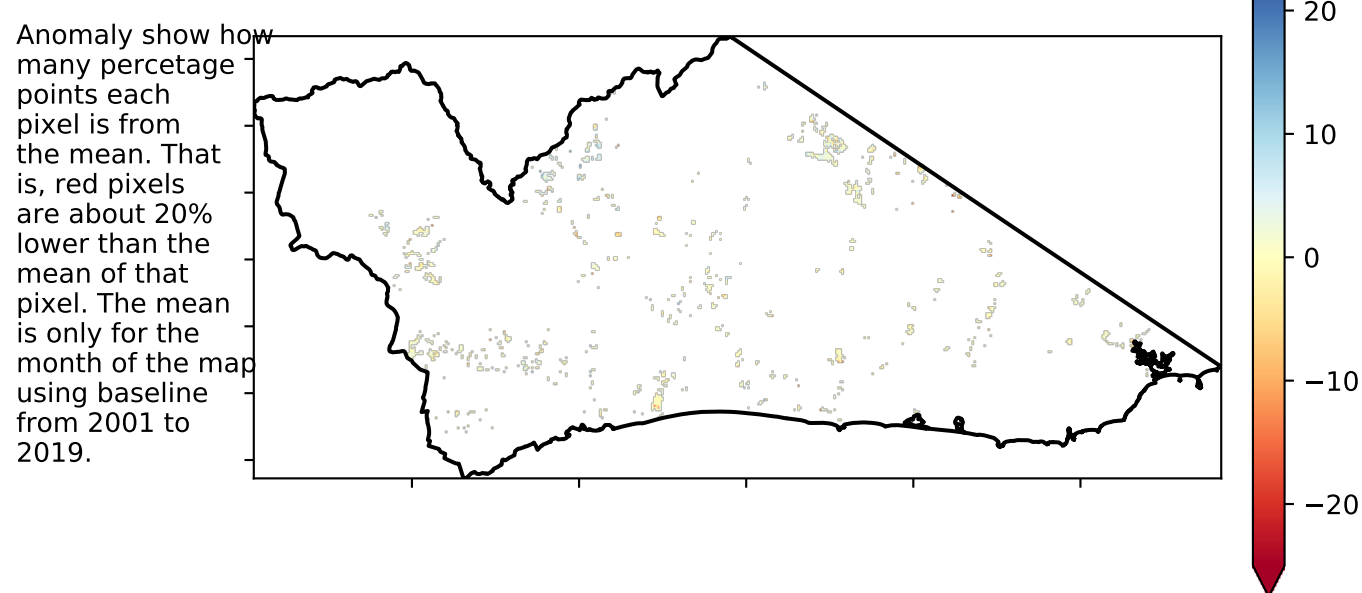 Anomaly show how
many percetage
points each
pixel is from
the mean. That
is, red pixels
are about 20%
lower than the
mean of that
pixel. The mean
is only for the
month of the map
using baseline
from 2001 to
2019.
20
10
0
−10
−20